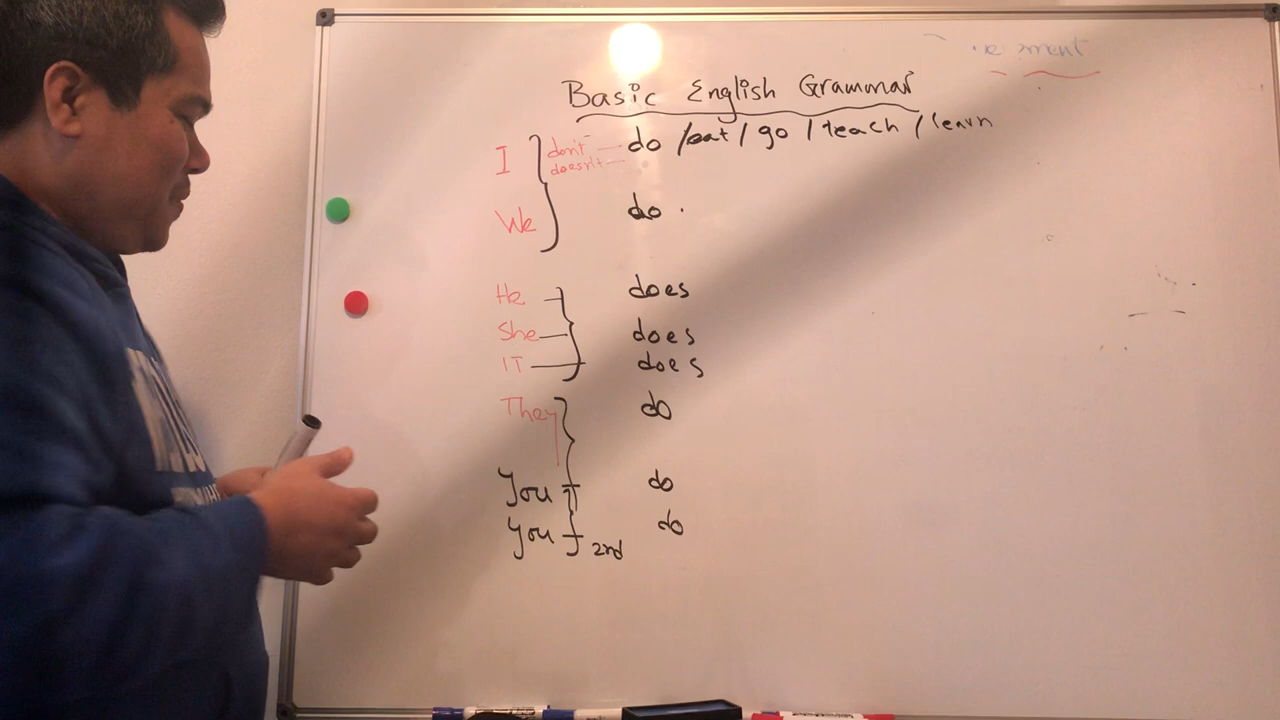 Basic English Grammar
I don't do / eat / go / teach / learn
doesn't
We do .
He does
She does
IT does
They do
You do
you 2nd do